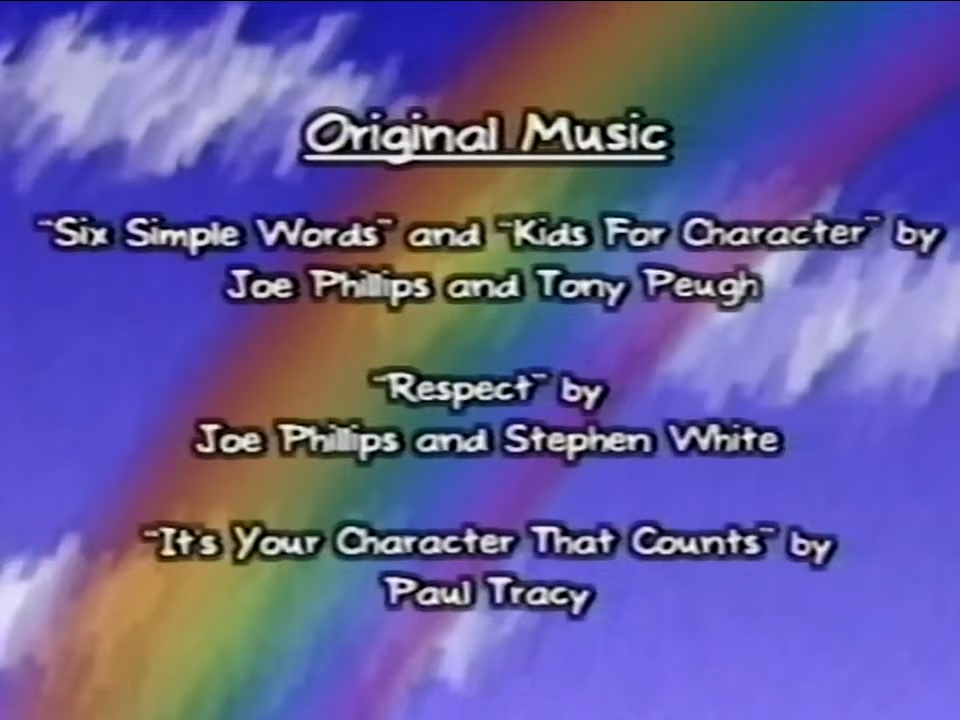 Original Music
"Six Simple Words" and "Kids For Character" by
Joe Phillips and Tony Peugh
"Respect" by
Joe Phillips and Stephen White
"It's Your Character That Counts" by
Paul Tracy